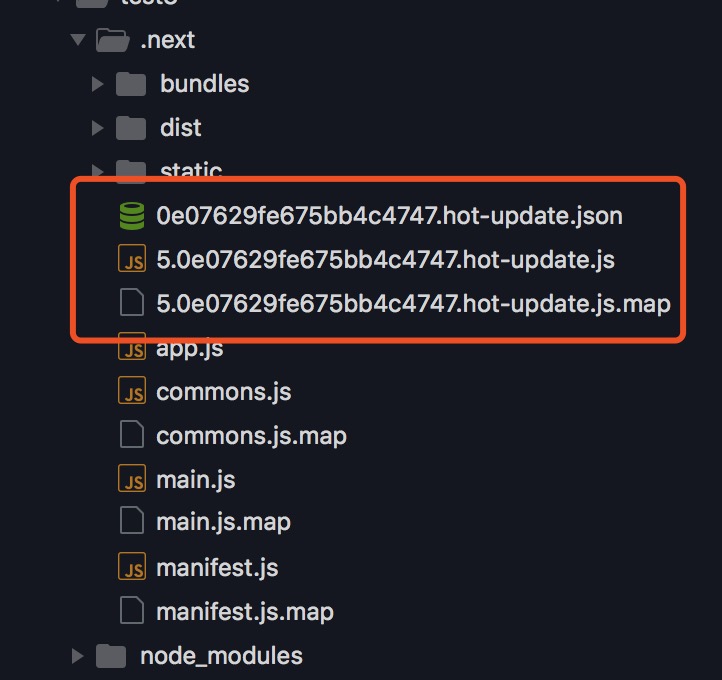 .next
bundles
dist
static
0e07629fe675bb4c4747.hot-update.json
JS 5.0e07629fe675bb4c4747.hot-update.js
5.0e07629fe675bb4c4747.hot-update.js.map
JS app.js
JS commons.js
commons.js.map
JS main.js
main.js.map
JS manifest.js
manifest.js.map
node_modules